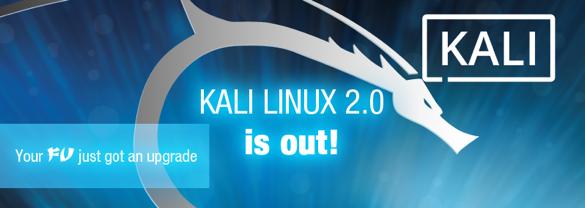 KALI
KALI LINUX 2.0
is out!
Your FU just got an upgrade